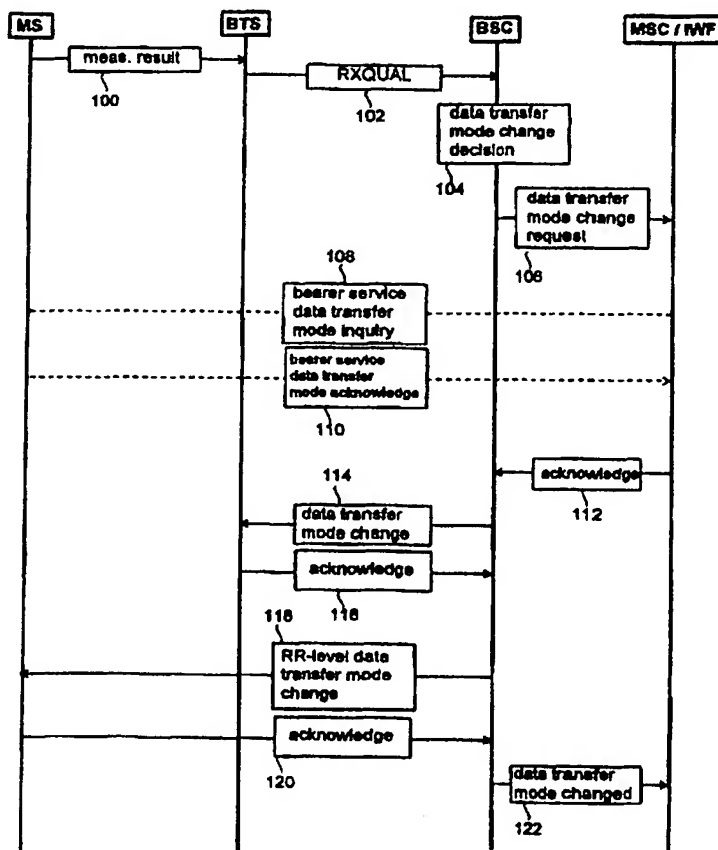 MS
BTS
BSC
MSC / IWF
meas. result
100
RXQUAL
102
data transfer
mode change
decision
104
data transfer
mode change
request
106
108
bearer service
data transfer
mode inquiry
bearer service
data transfer
mode acknowledge
110
acknowledge
112
114
data transfer
mode change
acknowledge
116
118
RR-level data
transfer mode
change
acknowledge
120
data transfer
mode changed
122